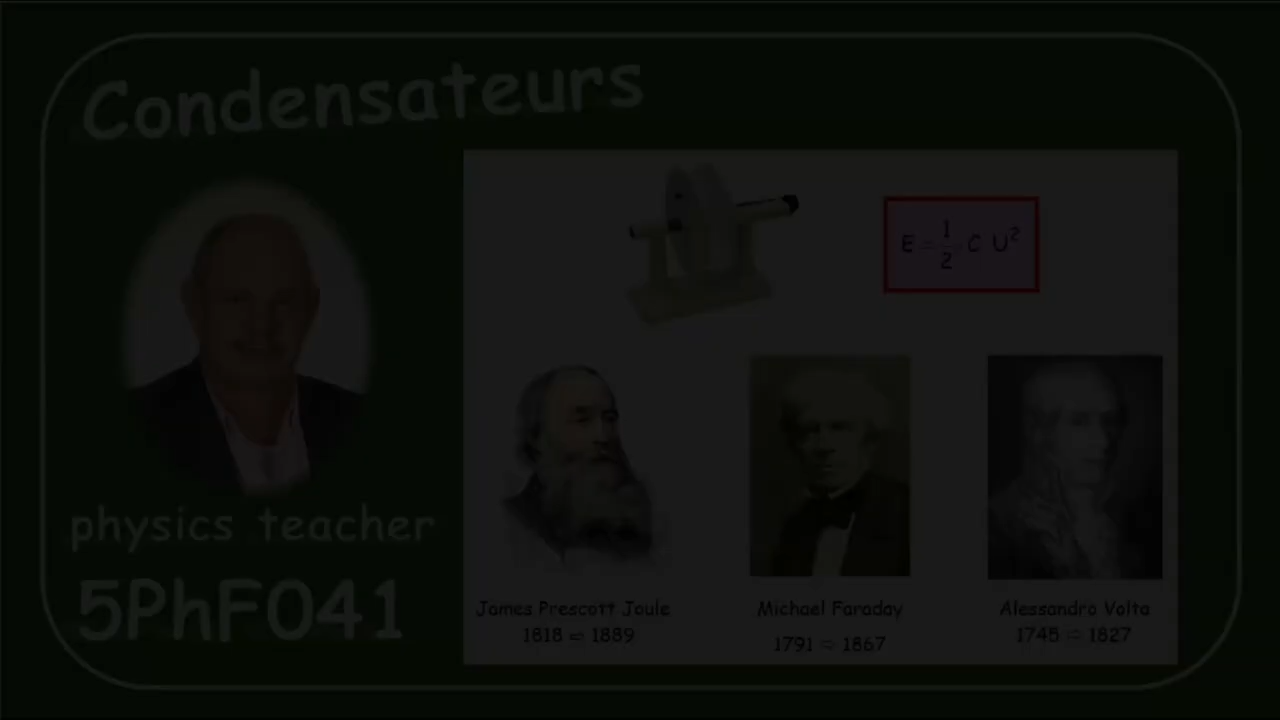 Condensateurs
E = 1/2 C U²
physics teacher
5PhF041
James Prescott Joule
1818 ⇨ 1889
Michael Faraday
1791 ⇨ 1867
Alessandro Volta
1745 ⇨ 1827